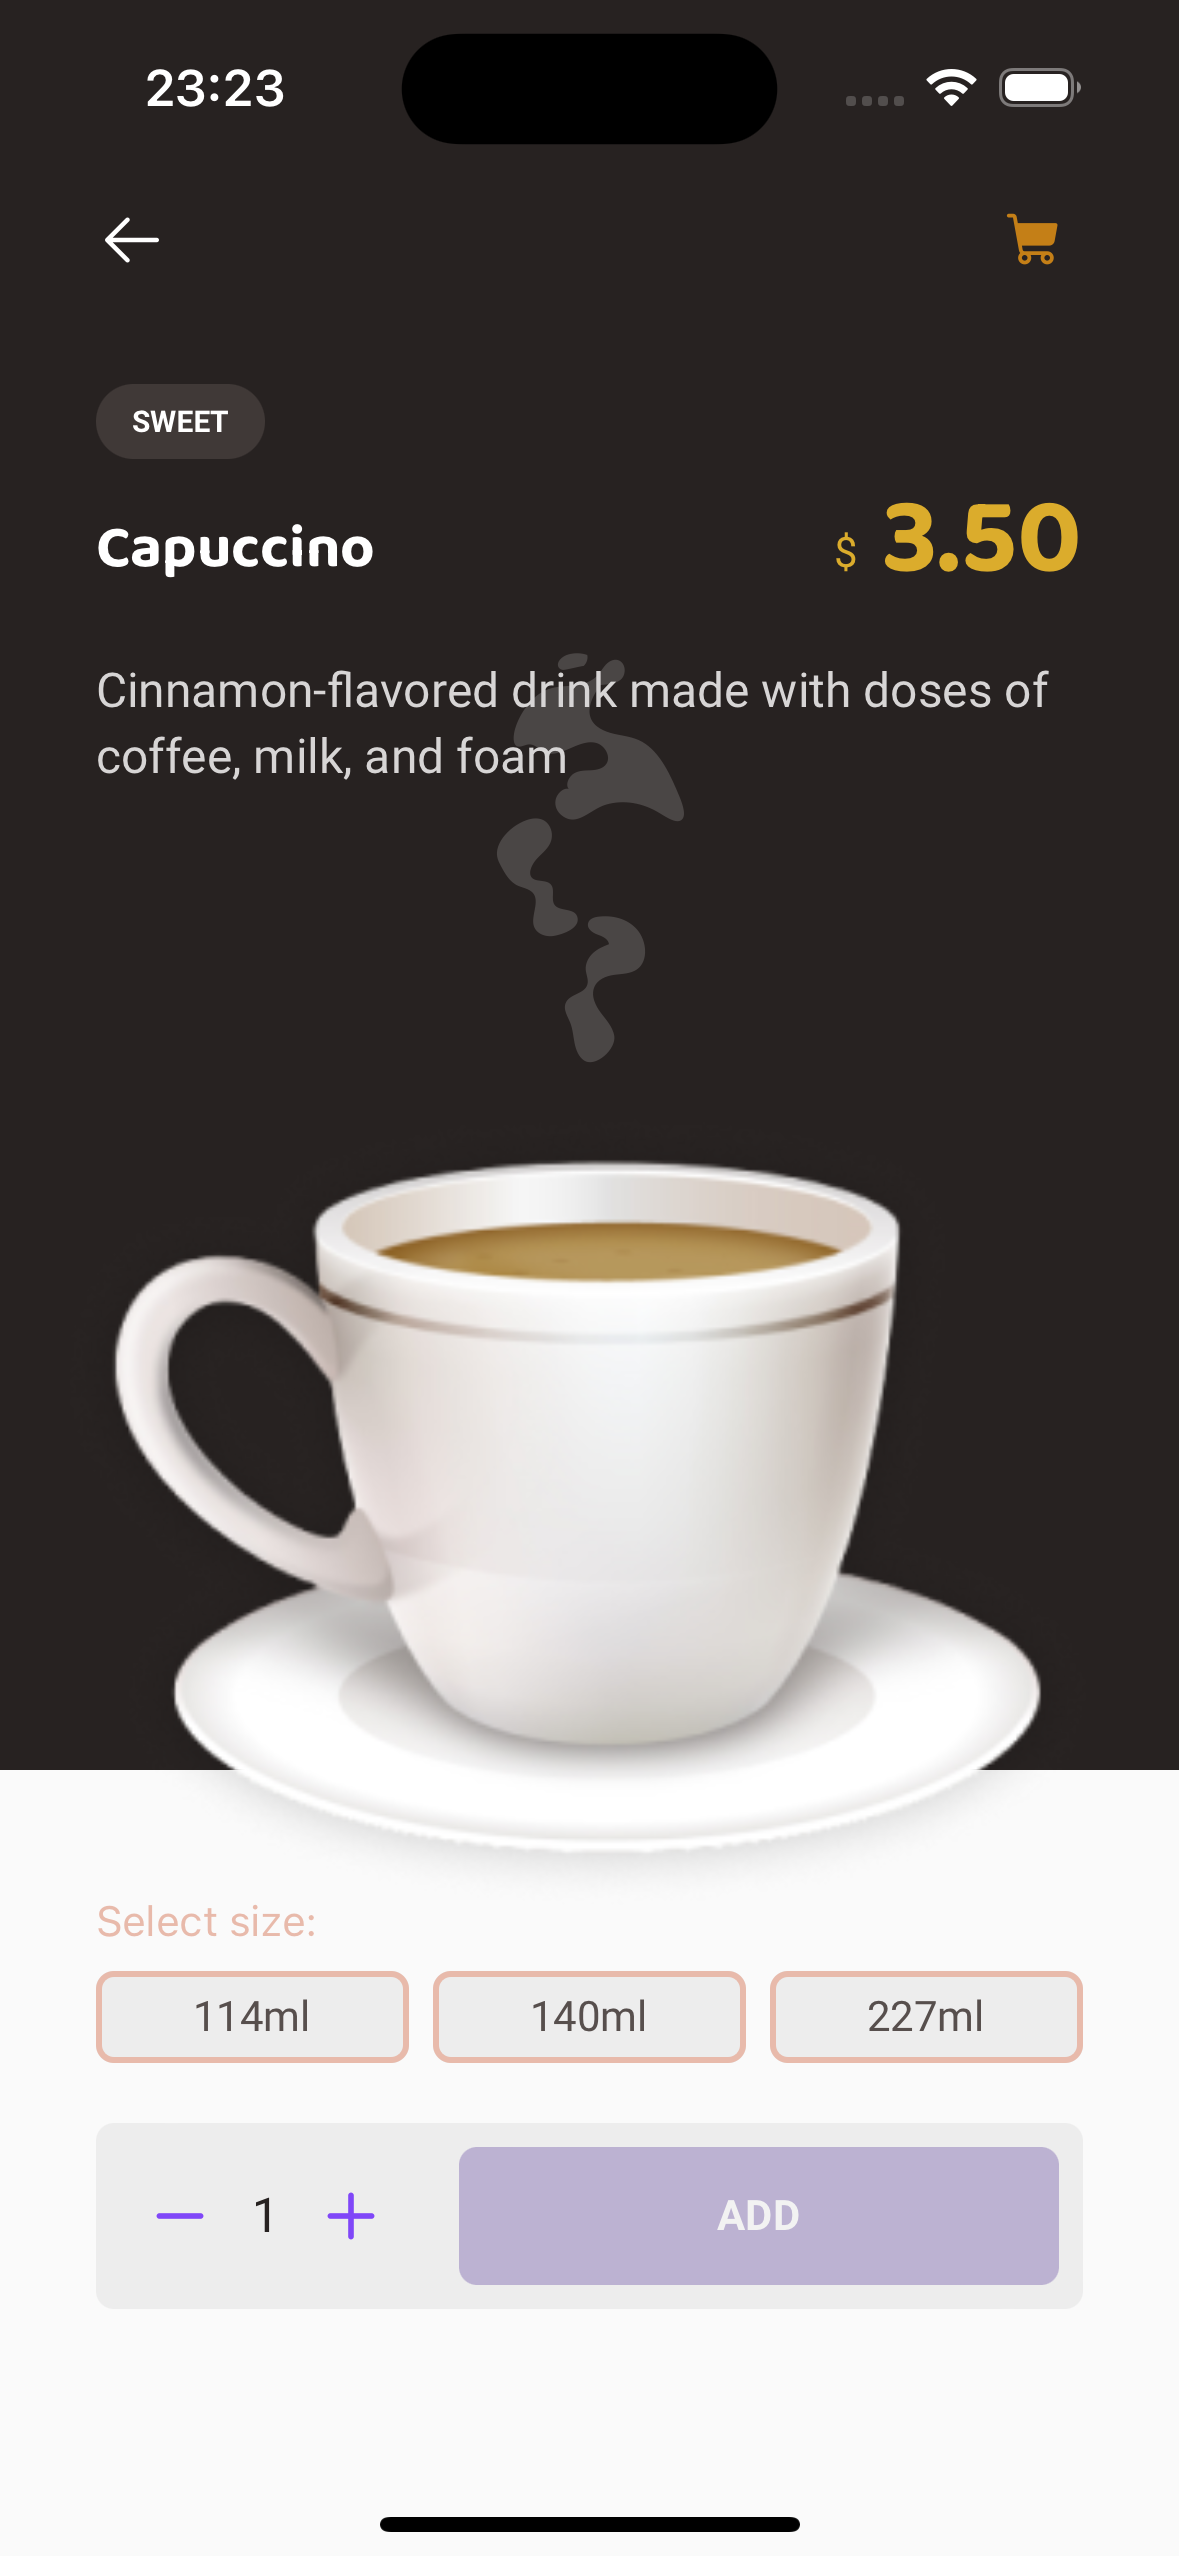 23:23
SWEET
Capuccino
$ 3.50
Cinnamon-flavored drink made with doses of
coffee, milk, and foam
Select size:
114ml 140ml 227ml
1 ADD